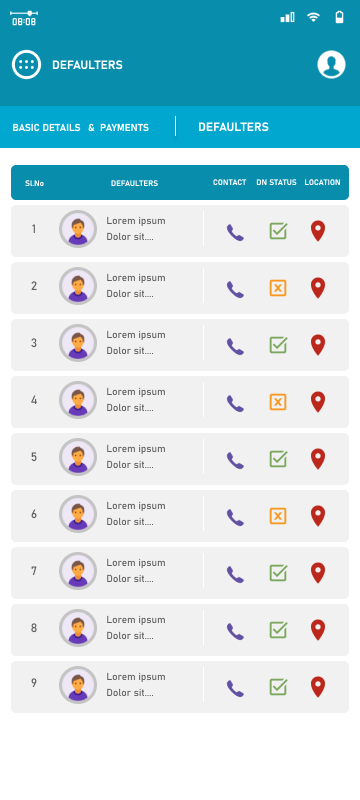 08:08
DEFAULTERS
BASIC DETAILS & PAYMENTS DEFAULTERS
Sl.No DEFAULTERS CONTACT DN STATUS LOCATION
1 Lorem ipsum
Dolor sit....
2 Lorem ipsum
Dolor sit....
3 Lorem ipsum
Dolor sit....
4 Lorem ipsum
Dolor sit....
5 Lorem ipsum
Dolor sit....
6 Lorem ipsum
Dolor sit....
7 Lorem ipsum
Dolor sit....
8 Lorem ipsum
Dolor sit....
9 Lorem ipsum
Dolor sit....